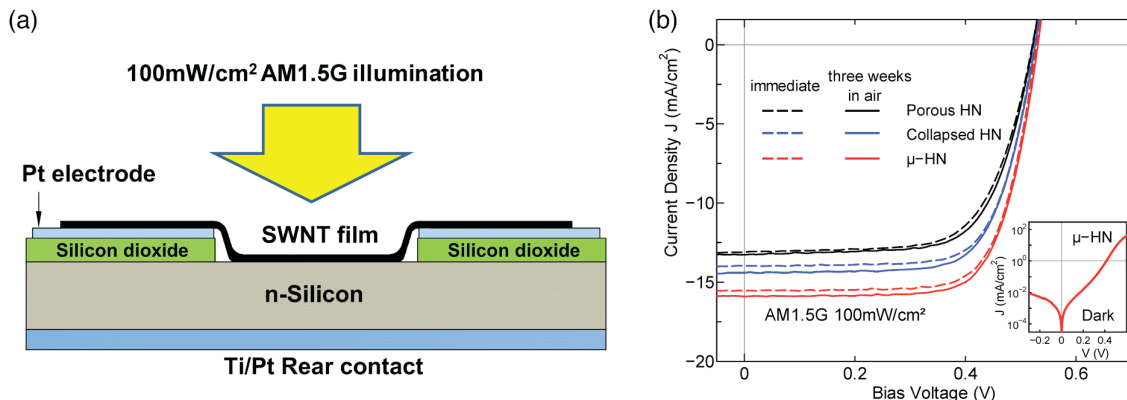 (a)
100mW/cm² AM1.5G illumination
Pt electrode
SWNT film
Silicon dioxide
Silicon dioxide
n-Silicon
Ti/Pt Rear contact
(b)
Current Density J (mA/cm²)
0
−5
−10
−15
−20
immediate
three weeks
in air
Porous HN
Collapsed HN
μ−HN
AM1.5G 100mW/cm²
0
0.2
0.4
0.6
Bias Voltage (V)
μ−HN
Dark
J (mA/cm²)
10²
10⁰
10⁻²
10⁻⁴
−0.2
0
0.2
0.4
V (V)